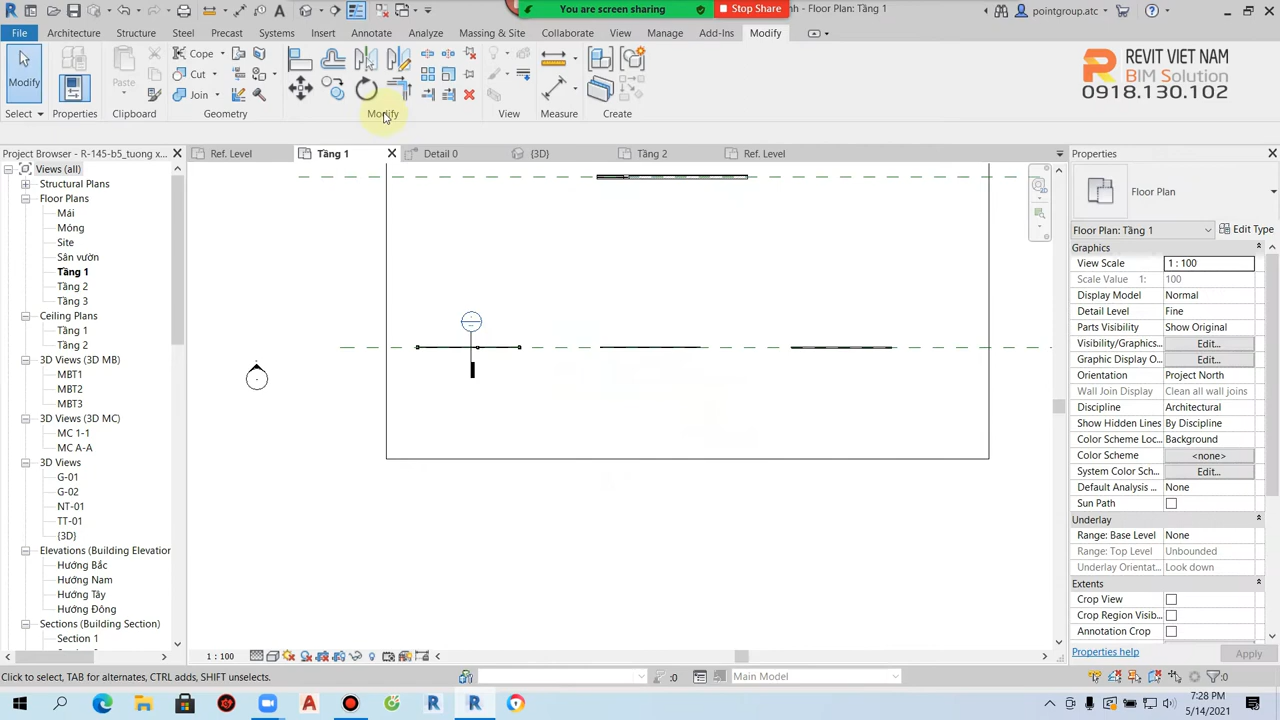 You are screen sharing
Stop Share
nh - Floor Plan: Tầng 1
pointgroup.atc
File Architecture Structure Steel Precast Systems Insert Annotate Analyze Massing & Site Collaborate View Manage Add-Ins Modify
Modify
Cope
Cut
Join
Paste
Select Properties Clipboard Geometry Modify View Measure Create
REVIT VIET NAM
BIM Solution
0918.130.102
Project Browser - R-145-b5_tuong x...
Ref. Level
Tầng 1
Detail 0
{3D}
Tầng 2
Ref. Level
Properties
Views (all)
Structural Plans
Floor Plans
Mái
Móng
Site
Sân vườn
Tầng 1
Tầng 2
Tầng 3
Ceiling Plans
Tầng 1
Tầng 2
3D Views (3D MB)
MBT1
MBT2
MBT3
3D Views (3D MC)
MC 1-1
MC A-A
3D Views
G-01
G-02
NT-01
TT-01
{3D}
Elevations (Building Elevation
Hướng Bắc
Hướng Nam
Hướng Tây
Hướng Đông
Sections (Building Section)
Section 1
Floor Plan
Floor Plan: Tầng 1
Edit Type
Graphics
View Scale 1 : 100
Scale Value 1: 100
Display Model Normal
Detail Level Fine
Parts Visibility Show Original
Visibility/Graphics... Edit...
Graphic Display O... Edit...
Orientation Project North
Wall Join Display Clean all wall joins
Discipline Architectural
Show Hidden Lines By Discipline
Color Scheme Loc... Background
Color Scheme <none>
System Color Sch... Edit...
Default Analysis ... None
Sun Path
Underlay
Range: Base Level None
Range: Top Level Unbounded
Underlay Orientat... Look down
Extents
Crop View
Crop Region Visib...
Annotation Crop
Properties help
Apply
1 : 100
Click to select, TAB for alternates, CTRL adds, SHIFT unselects.
:0
Main Model
:0
7:28 PM
5/14/2021